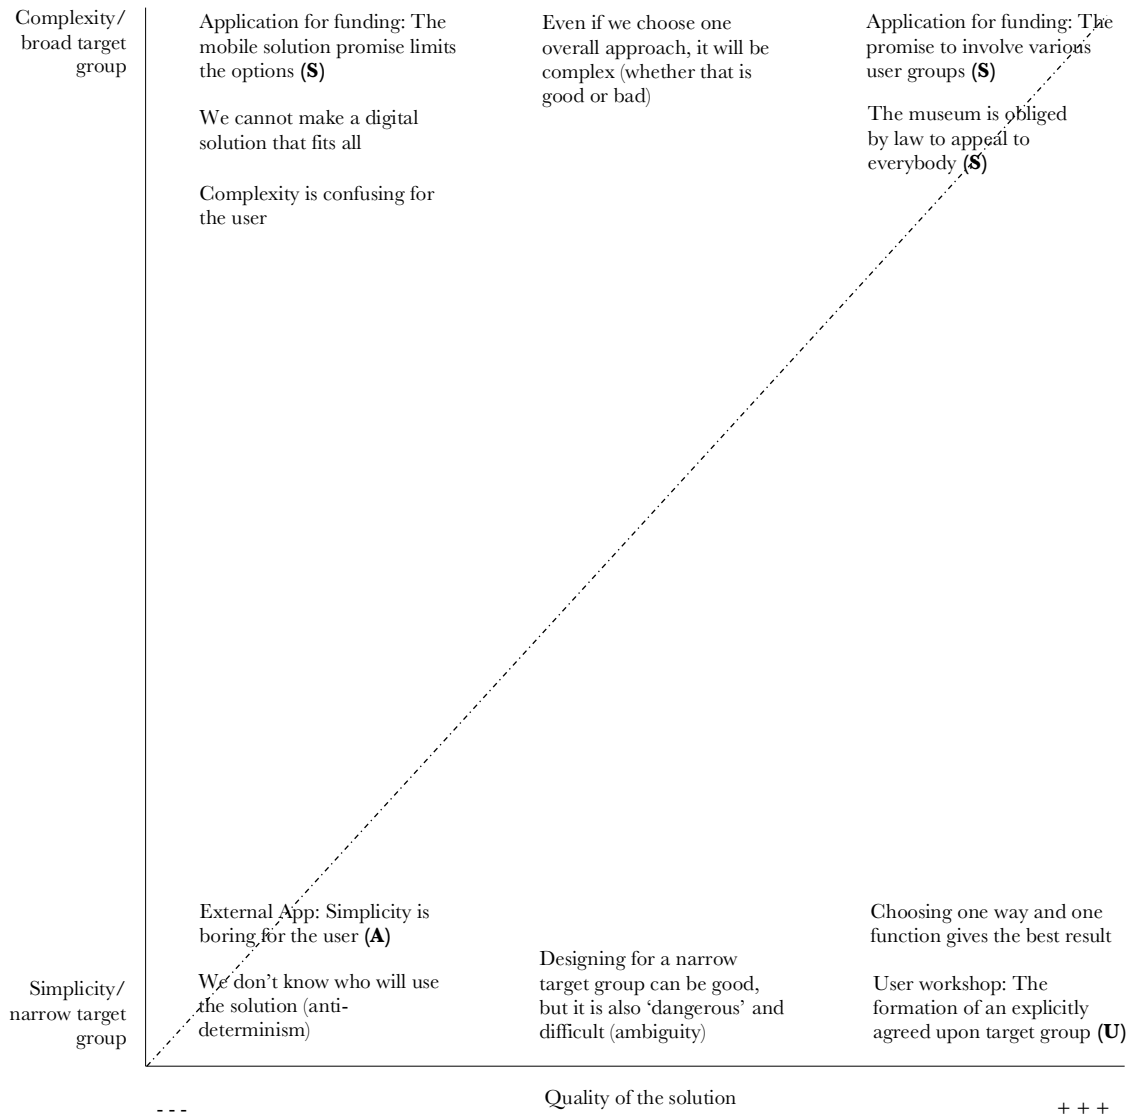 Complexity/
broad target
group
Application for funding: The
mobile solution promise limits
the options (S)
We cannot make a digital
solution that fits all
Complexity is confusing for
the user
Even if we choose one
overall approach, it will be
complex (whether that is
good or bad)
Application for funding: The
promise to involve various
user groups (S)
The museum is obliged
by law to appeal to
everybody (S)
External App: Simplicity is
boring for the user (A)
We don't know who will use
the solution (anti-
determinism)
Designing for a narrow
target group can be good,
but it is also ‘dangerous’ and
difficult (ambiguity)
Choosing one way and one
function gives the best result
User workshop: The
formation of an explicitly
agreed upon target group (U)
Simplicity/
narrow target
group
- - -
Quality of the solution
+ + +